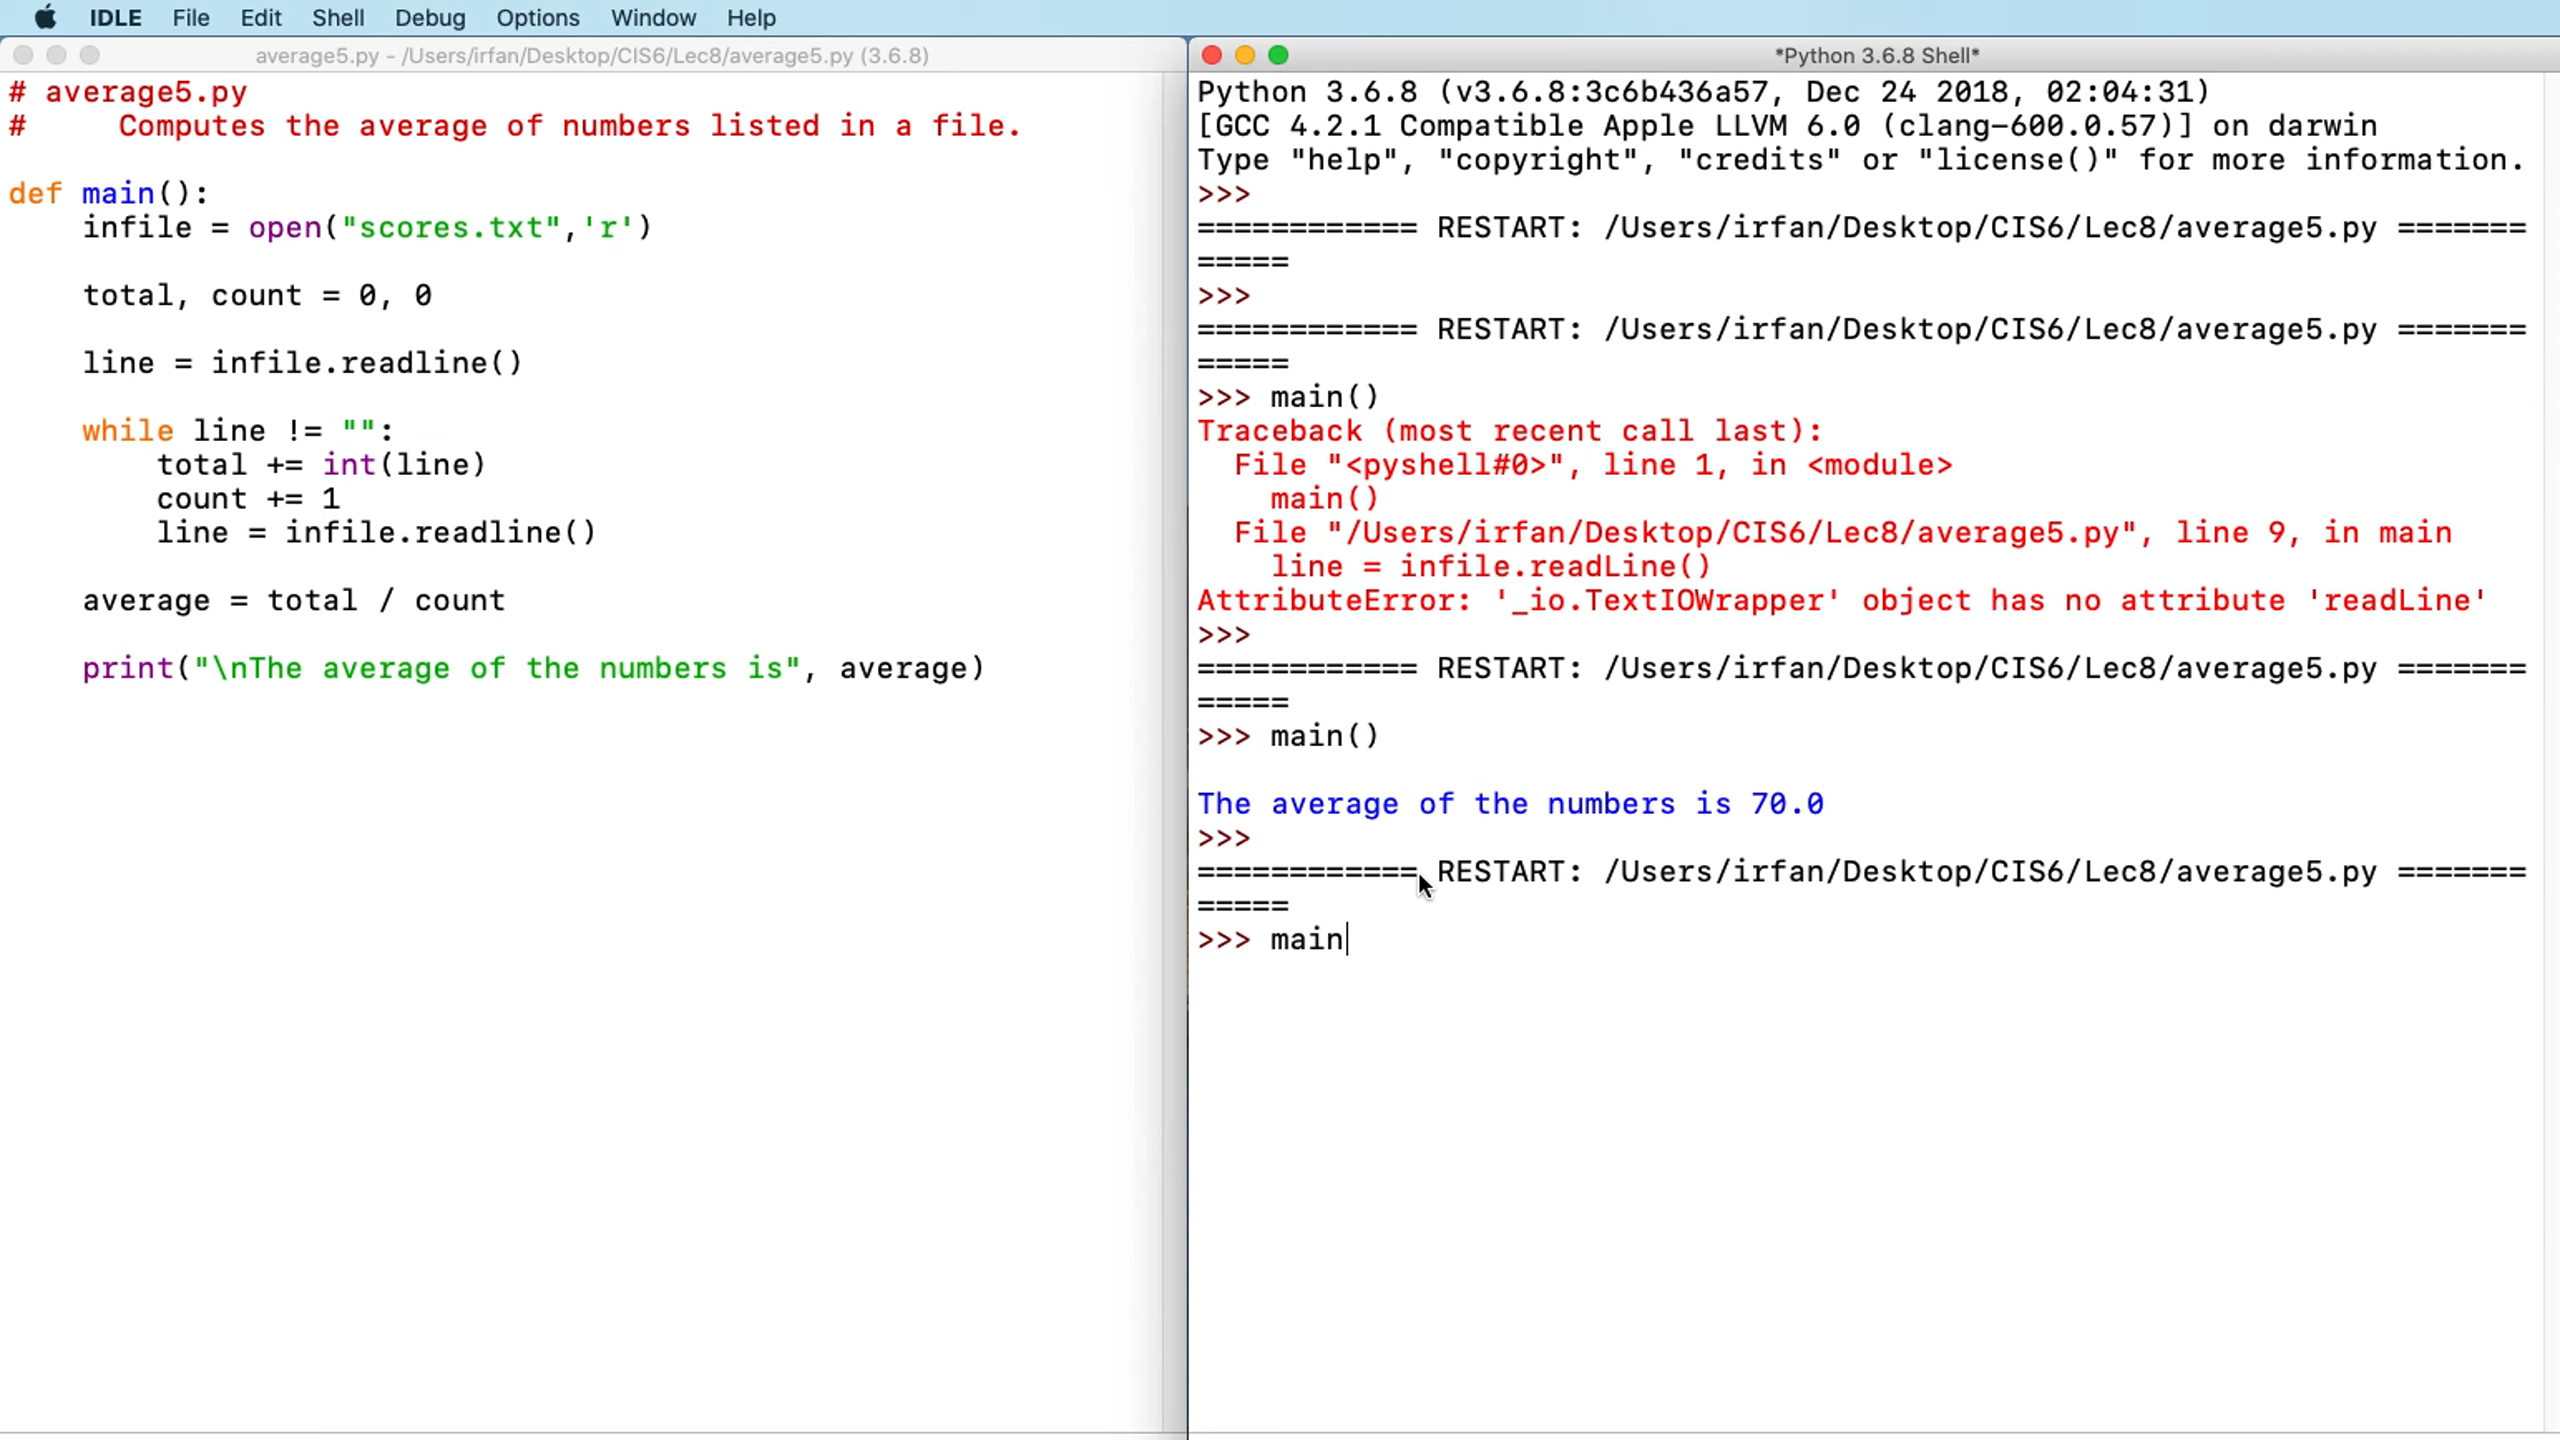 IDLE File Edit Shell Debug Options Window Help
average5.py - /Users/irfan/Desktop/CIS6/Lec8/average5.py (3.6.8)
# average5.py
#      Computes the average of numbers listed in a file.
def main():
    infile = open("scores.txt",'r')
    total, count = 0, 0
    line = infile.readline()
    while line != "":
        total += int(line)
        count += 1
        line = infile.readline()
    average = total / count
    print("\nThe average of the numbers is", average)
*Python 3.6.8 Shell*
Python 3.6.8 (v3.6.8:3c6b436a57, Dec 24 2018, 02:04:31)
[GCC 4.2.1 Compatible Apple LLVM 6.0 (clang-600.0.57)] on darwin
Type "help", "copyright", "credits" or "license()" for more information.
>>>
============ RESTART: /Users/irfan/Desktop/CIS6/Lec8/average5.py =======
=====
>>>
============ RESTART: /Users/irfan/Desktop/CIS6/Lec8/average5.py =======
=====
>>> main()
Traceback (most recent call last):
  File "<pyshell#0>", line 1, in <module>
    main()
  File "/Users/irfan/Desktop/CIS6/Lec8/average5.py", line 9, in main
    line = infile.readLine()
AttributeError: '_io.TextIOWrapper' object has no attribute 'readLine'
>>>
============ RESTART: /Users/irfan/Desktop/CIS6/Lec8/average5.py =======
=====
>>> main()
The average of the numbers is 70.0
>>>
============ RESTART: /Users/irfan/Desktop/CIS6/Lec8/average5.py =======
=====
>>> main